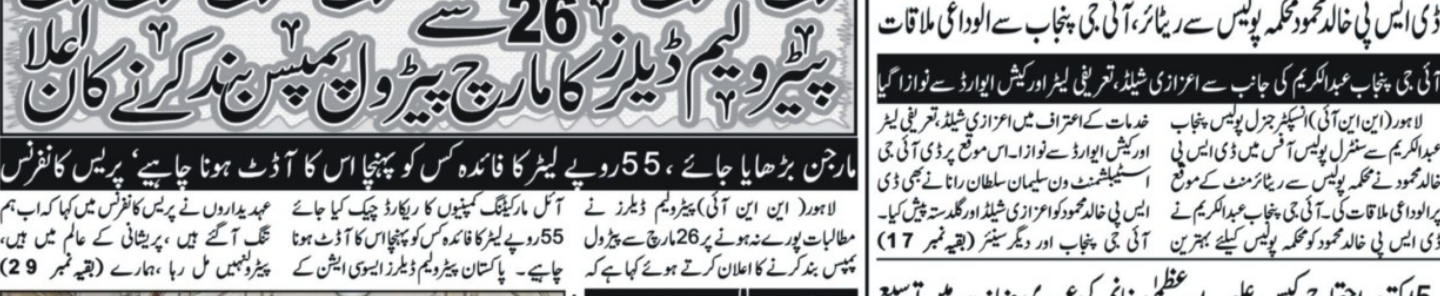 ڈی ایس پی خالد محمود محکمہ پولیس سے ریٹائر، آئی جی پنجاب سے الوداعی ملاقات
آئی جی پنجاب عبدالکریم کی جانب سے اعزازی شیلڈ، تعریفی لیٹر اور کیش ایوارڈ سے نوازا گیا
لاہور (این این آئی) انسپکٹر جنرل پولیس پنجاب
عبدالکریم سے سنٹرل پولیس آفس میں ڈی ایس پی
خالد محمود نے محکمہ پولیس سے ریٹائرمنٹ کے موقع
پر الوداعی ملاقات کی۔ آئی جی پنجاب عبدالکریم نے
ڈی ایس پی خالد محمود کو محکمہ پولیس کیلئے بہترین
خدمات کے اعتراف میں اعزازی شیلڈ، تعریفی لیٹر
اور کیش ایوارڈ سے نوازا۔ اس موقع پر ڈی آئی جی
اسٹیبلشمنٹ ون سلیمان سلطان رانا نے بھی ڈی
ایس پی خالد محمود کو اعزازی شیلڈ اور گلدستہ پیش کیا۔
آئی جی پنجاب اور دیگر سینئر (بقیہ نمبر 17)
پیٹرولیم ڈیلرز کا 26 مارچ سے پیٹرول پمپس بند کرنے کا اعلان
مارجن بڑھایا جائے، 55 روپے لیٹر کا فائدہ کس کو پہنچا اس کا آڈٹ ہونا چاہیے‘ پریس کانفرنس
لاہور( این این آئی) پیٹرولیم ڈیلرز نے
مطالبات پورے نہ ہونے پر 26 مارچ سے پیٹرول
پمپس بند کرنے کا اعلان کرتے ہوئے کہا ہے کہ
آئل مارکیٹنگ کمپنیوں کا ریکارڈ چیک کیا جائے
55 روپے لیٹر کا فائدہ کس کو پہنچا اس کا آڈٹ ہونا
چاہیے۔ پاکستان پیٹرولیم ڈیلرز ایسوسی ایشن کے
عہدیداروں نے پریس کانفرنس میں کہا کہ اب ہم
تنگ آ گئے ہیں، پریشانی کے عالم میں ہیں،
پیٹرول نہیں مل رہا، ہمارے (بقیہ نمبر 29)